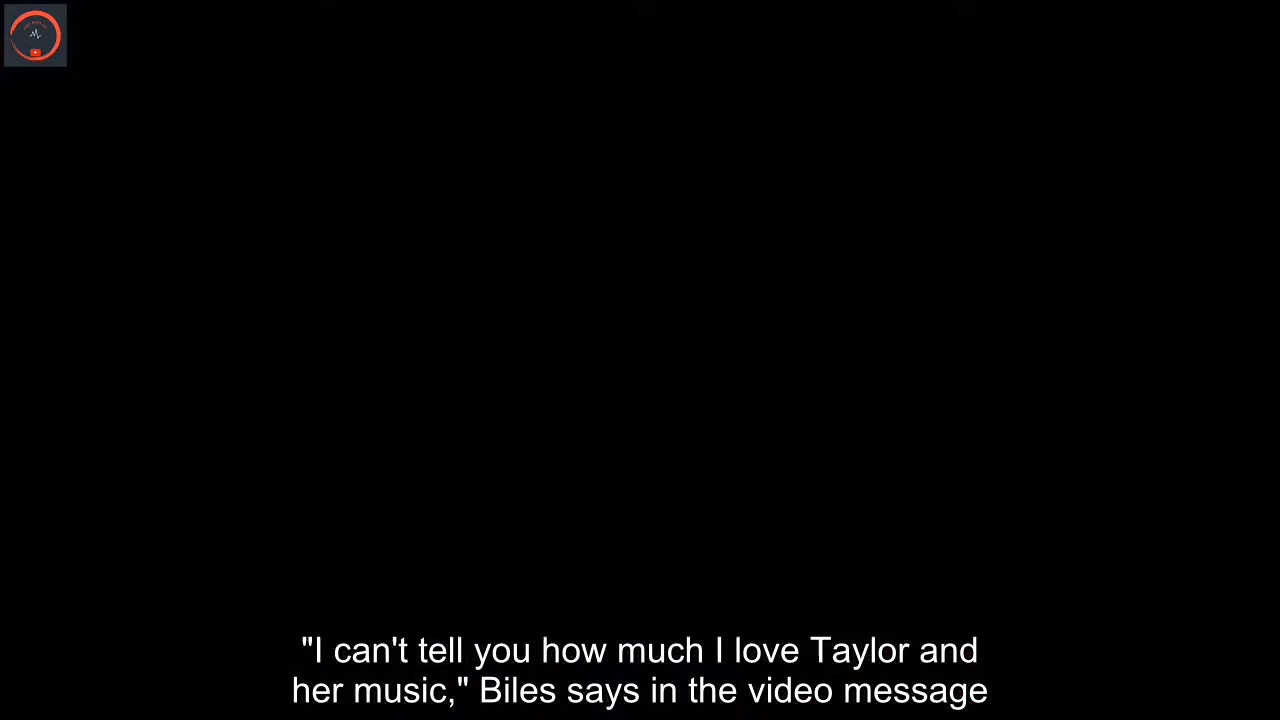 "I can't tell you how much I love Taylor and
her music," Biles says in the video message